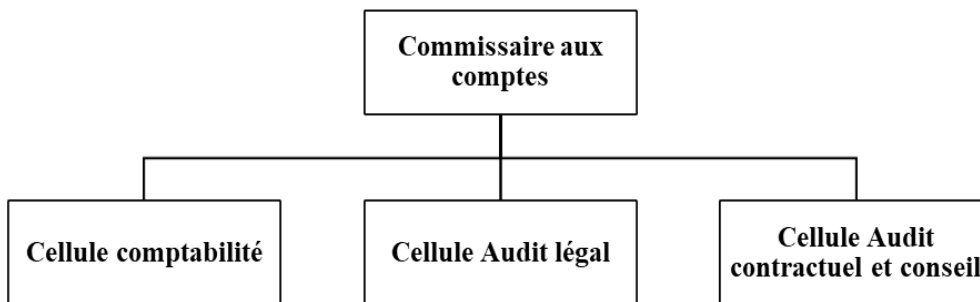 Commissaire aux
comptes
Cellule comptabilité
Cellule Audit légal
Cellule Audit
contractuel et conseil